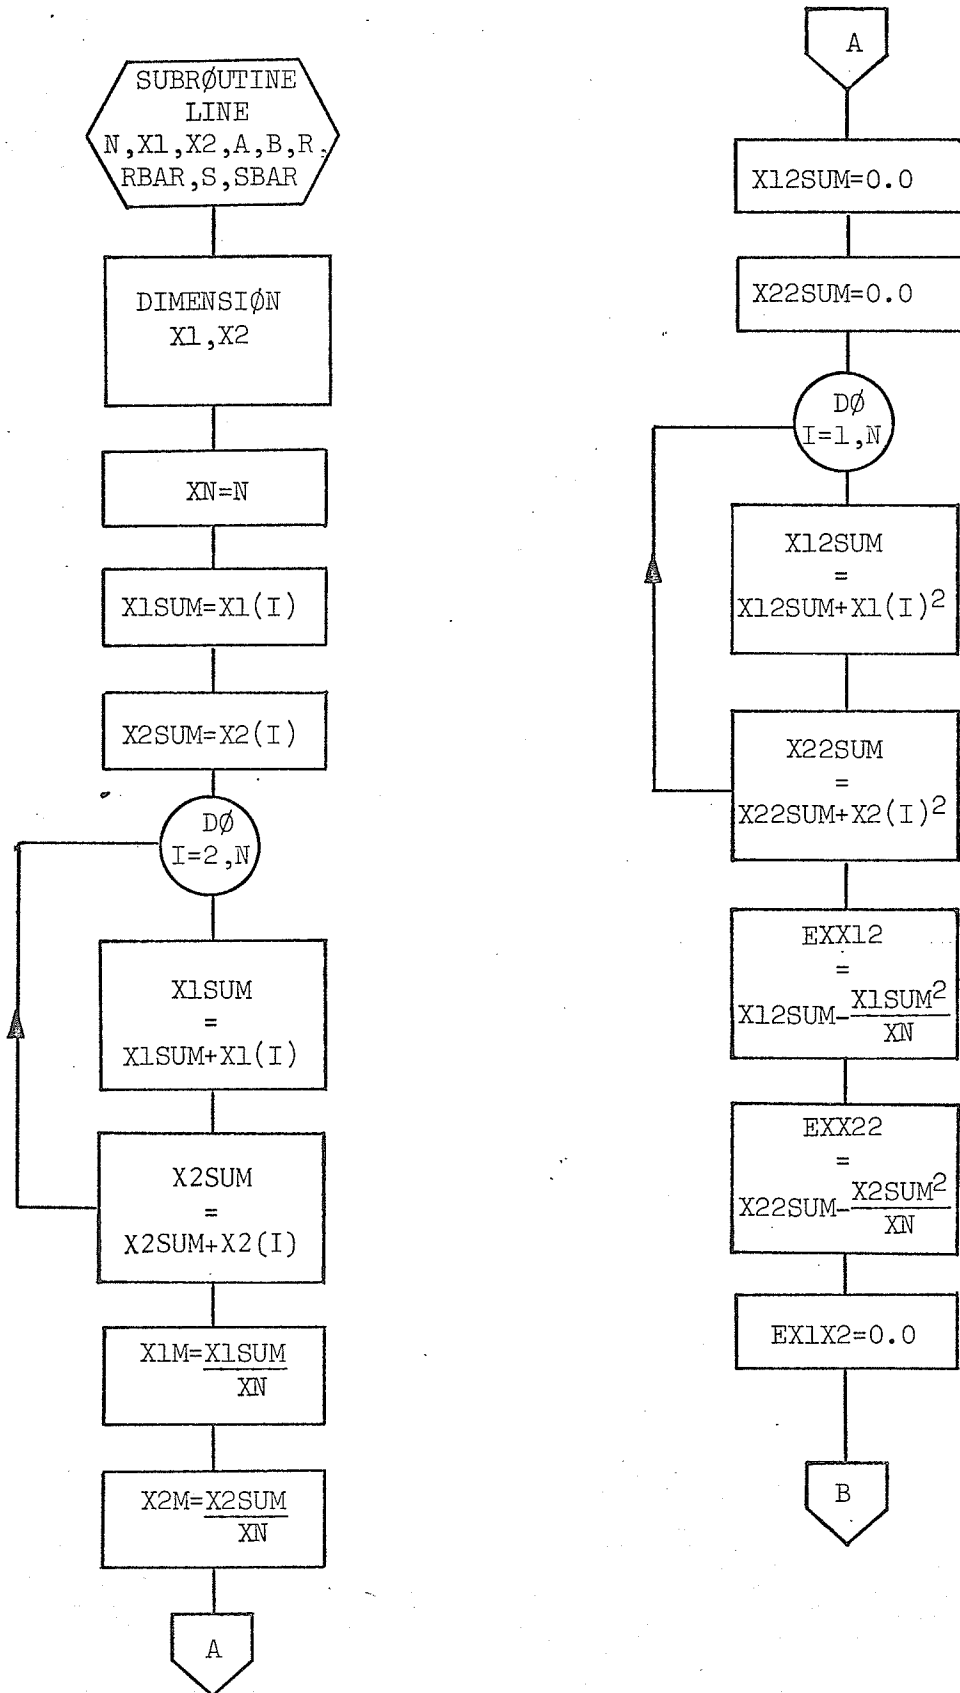 SUBRØUTINE
LINE
N,X1,X2,A,B,R,
RBAR,S,SBAR
DIMENSIØN
X1,X2
XN=N
X1SUM=X1(I)
X2SUM=X2(I)
DØ
I=2,N
X1SUM
=
X1SUM+X1(I)
X2SUM
=
X2SUM+X2(I)
X1M=X1SUM
XN
X2M=X2SUM
XN
A
A
X12SUM=0.0
X22SUM=0.0
DØ
I=1,N
X12SUM
=
X12SUM+X1(I)²
X22SUM
=
X22SUM+X2(I)²
EXX12
=
X12SUM-X1SUM²
XN
EXX22
=
X22SUM-X2SUM²
XN
EX1X2=0.0
B